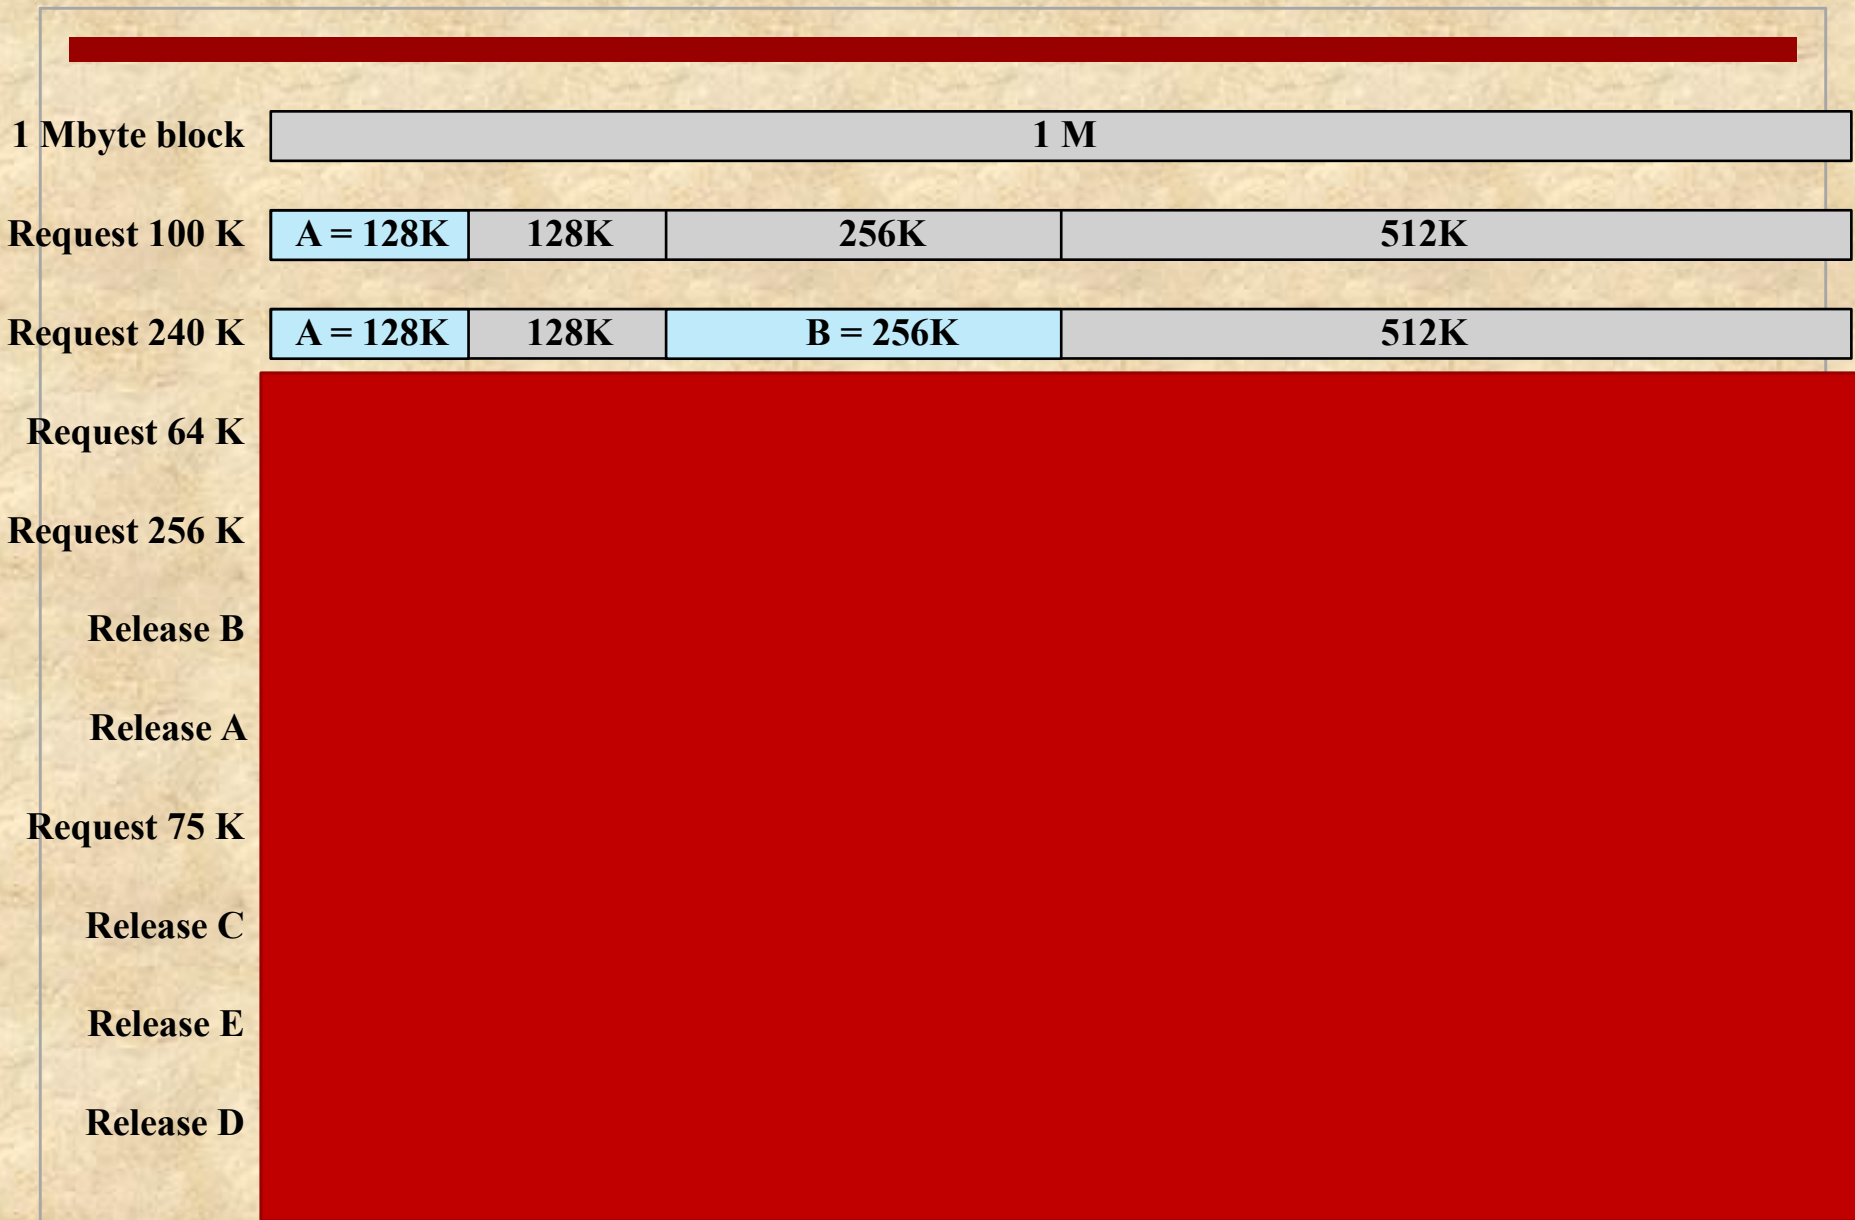 1 Mbyte block 1 M
Request 100 K A = 128K 128K 256K 512K
Request 240 K A = 128K 128K B = 256K 512K
Request 64 K
Request 256 K
Release B
Release A
Request 75 K
Release C
Release E
Release D